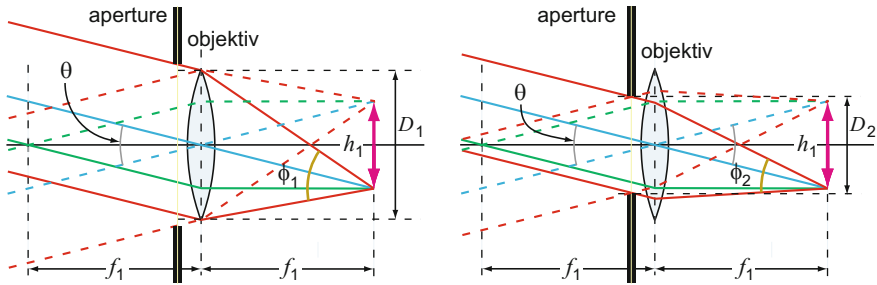 aperture
objektiv
θ
ϕ₁
h₁
D₁
f₁
f₁
aperture
objektiv
θ
ϕ₂
h₁
D₂
f₁
f₁